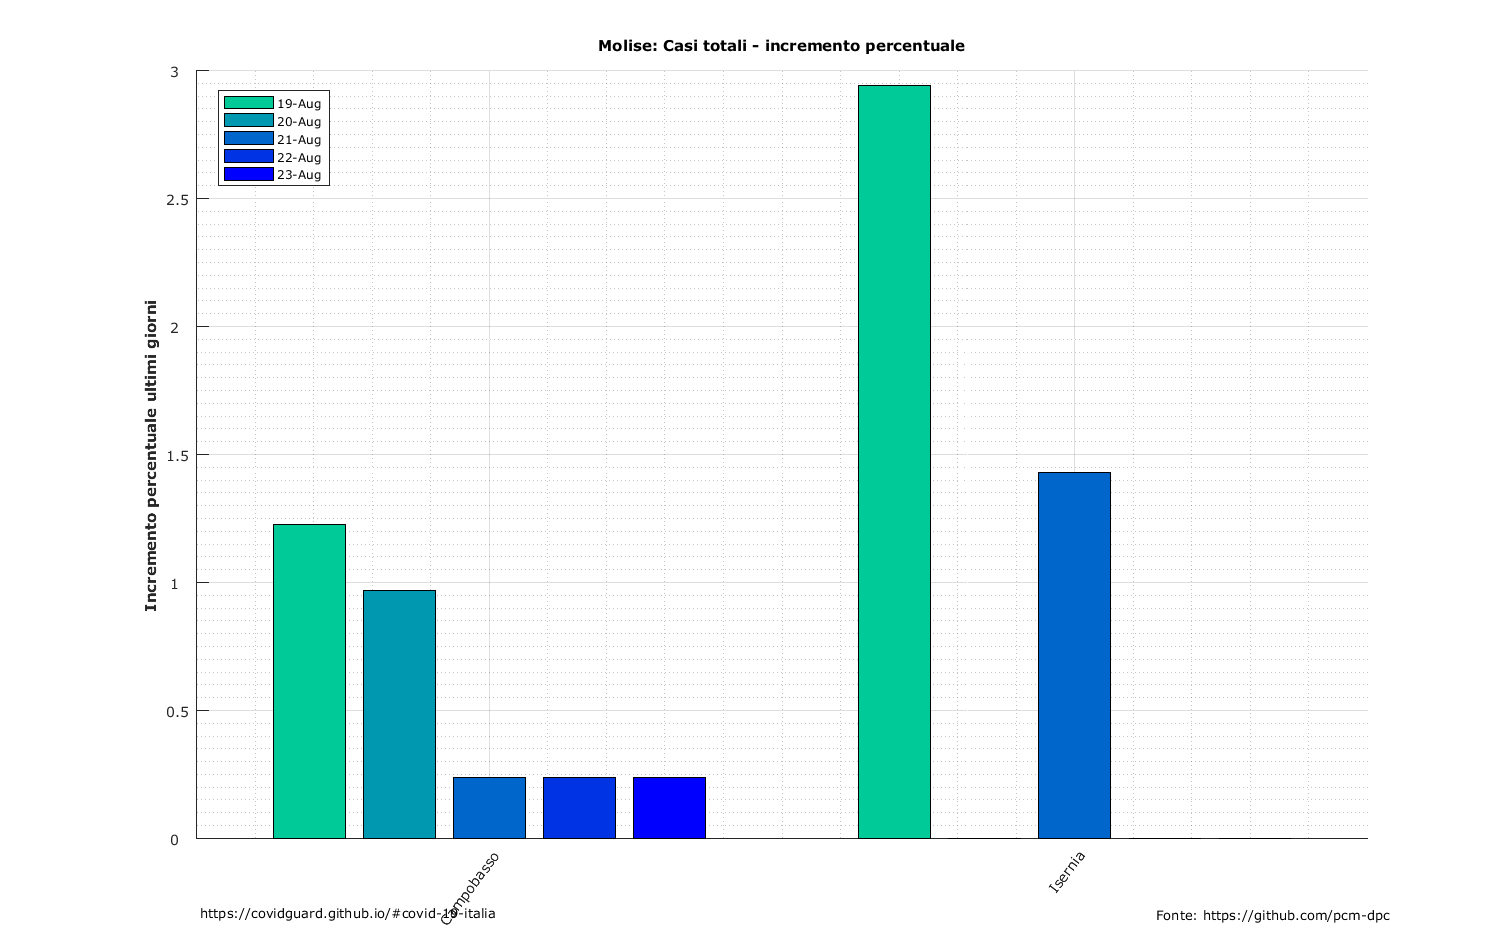 Molise: Casi totali - incremento percentuale
3
2.5
2
1.5
1
0.5
0
Incremento percentuale ultimi giorni
19-Aug
20-Aug
21-Aug
22-Aug
23-Aug
Campobasso
Isernia
https://covidguard.github.io/#covid-19-italia
Fonte: https://github.com/pcm-dpc